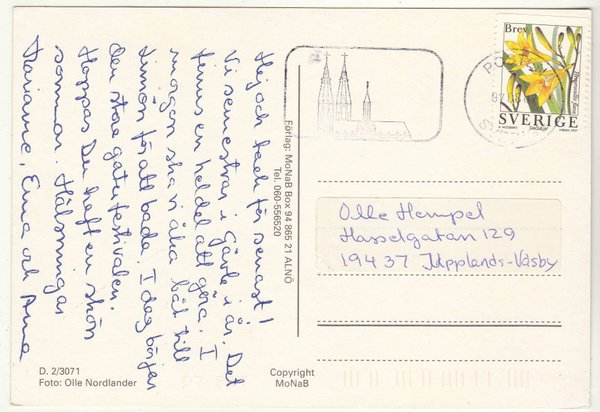 Hej och tack för senast!
Vi semestrar i Gävle i år. Det
finns en hel del att göra. I
morgon ska vi åka båt till
Limön för att bada. I dag börjar
den stora gatufestivalen.
Hoppas Du haft en skön
sommar. Hälsningar
Marianne, Erina och Anna
Förlag: MoNaB Box 94 865 21 ALNÖ
Tel. 060-556520
Brev
SVERIGE
Olle Hempel
Hasselgatan 129
194 37 Upplands-Väsby
D. 2/3071
Foto: Olle Nordlander
Copyright
MoNaB